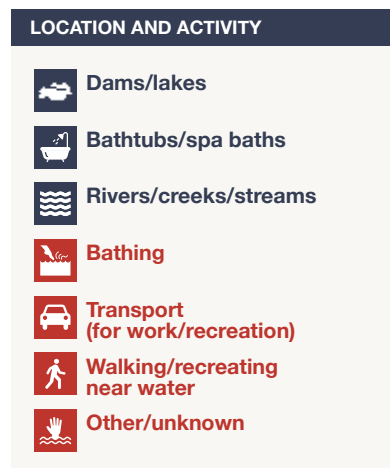 LOCATION AND ACTIVITY
Dams/lakes
Bathtubs/spa baths
Rivers/creeks/streams
Bathing
Transport
(for work/recreation)
Walking/recreating
near water
Other/unknown